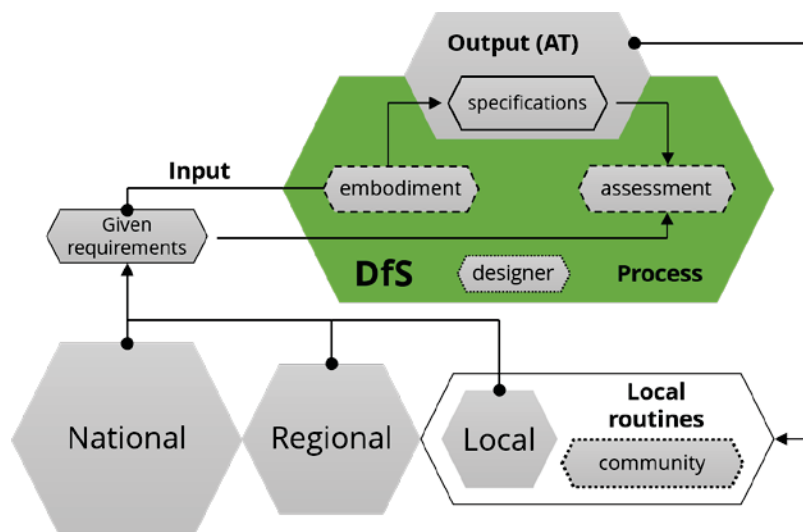 Output (AT)
specifications
Input
embodiment
assessment
Given
requirements
DfS
designer
Process
National
Regional
Local
Local
routines
community